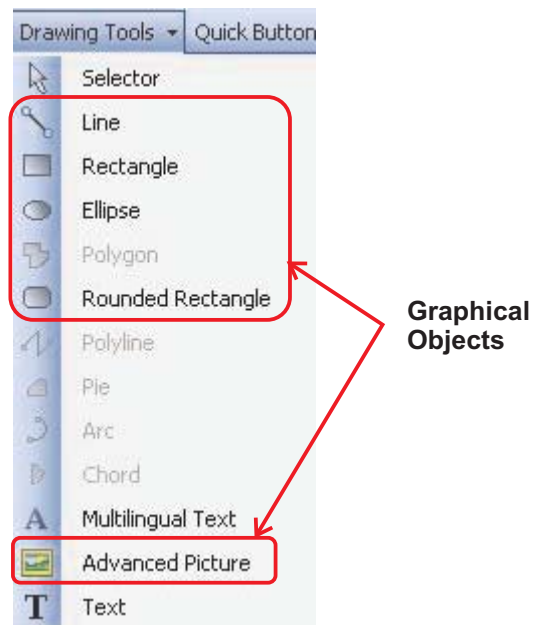 Drawing Tools Quick Button
Selector
Line
Rectangle
Ellipse
Polygon
Rounded Rectangle
Polyline
Pie
Arc
Chord
A Multilingual Text
Advanced Picture
T Text
Graphical
Objects